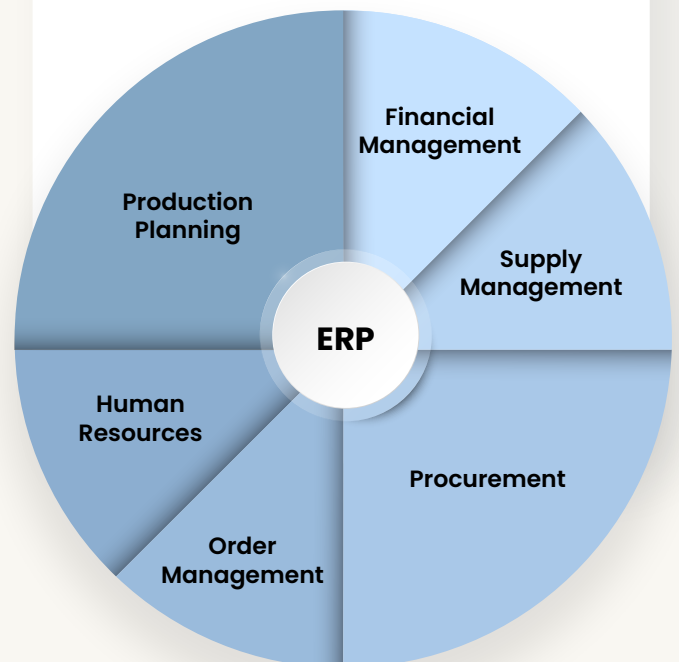 Financial
Management
Production
Planning
Supply
Management
ERP
Human
Resources
Procurement
Order
Management